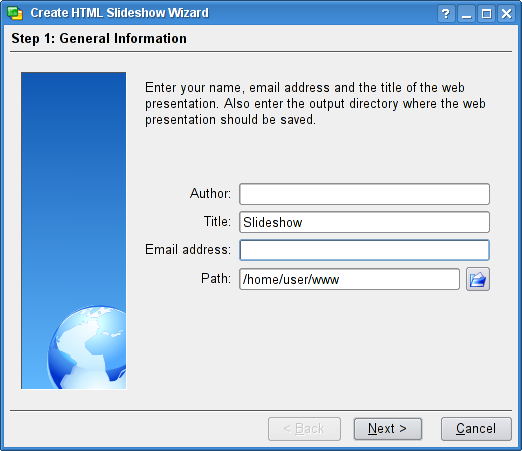 Create HTML Slideshow Wizard ?
Step 1: General Information
Enter your name, email address and the title of the web
presentation. Also enter the output directory where the web
presentation should be saved.
Author:
Title: Slideshow
Email address:
Path: /home/user/www
< Back Next > Cancel